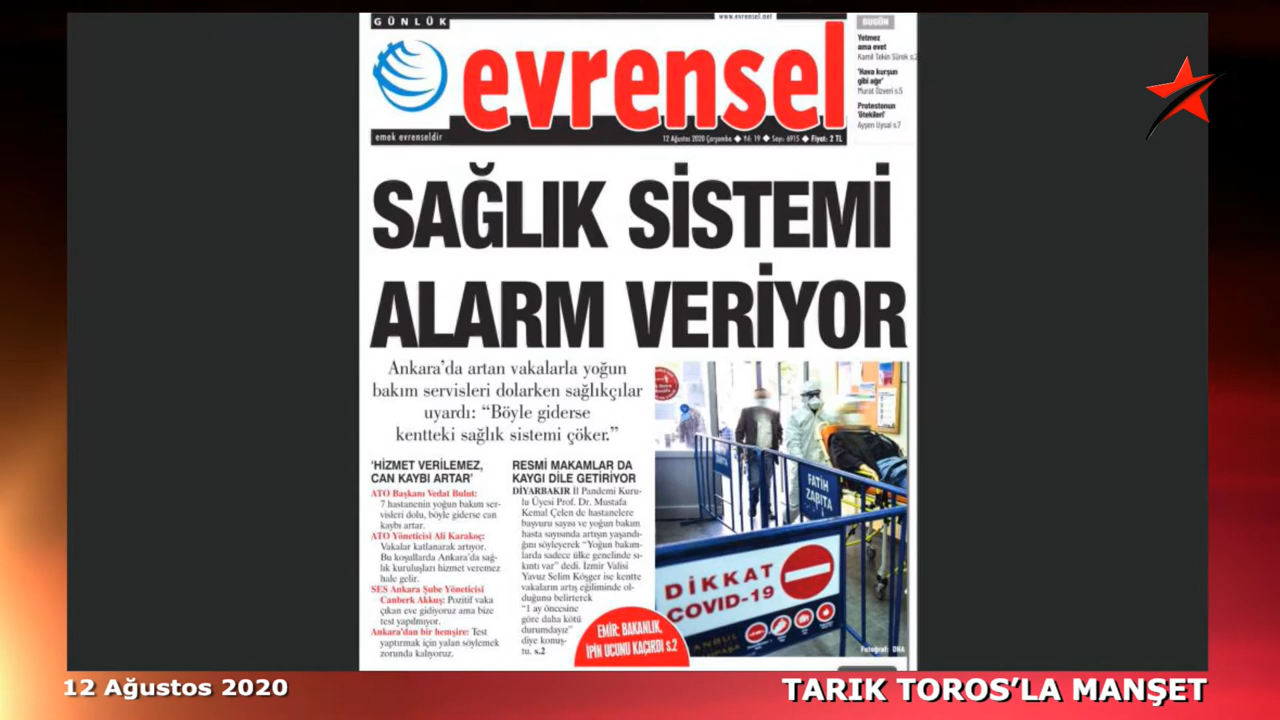 GÜNLÜK
www.evrensel.net
evrensel
emek evrenseldir
12 Ağustos 2020 Çarşamba ◆ Yıl: 19 ◆ Sayı: 6915 ◆ Fiyat: 2 TL
BUGÜN
Yetmez
ama evet
Kamil Tekin Sürek s.2
'Hava kurşun
gibi ağır'
Murat Özveri s.5
Protestonun
'ötekileri'
Ayşen Uysal s.7
SAĞLIK SİSTEMİ
ALARM VERİYOR
Ankara'da artan vakalarla yoğun
bakım servisleri dolarken sağlıkçılar
uyardı: “Böyle giderse
kentteki sağlık sistemi çöker.”
‘HİZMET VERİLEMEZ,
CAN KAYBI ARTAR’
ATO Başkanı Vedat Bulut:
7 hastanenin yoğun bakım ser-
visleri dolu, böyle giderse can
kaybı artar.
ATO Yöneticisi Ali Karakoç:
Vakalar katlanarak artıyor.
Bu koşullarda Ankara'da sağ-
lık kuruluşları hizmet veremez
hale gelir.
SES Ankara Şube Yöneticisi
Canberk Akkuş: Pozitif vaka
çıkan eve gidiyoruz ama bize
test yapılmıyor.
Ankara'dan bir hemşire: Test
yaptırmak için yalan söylemek
zorunda kalıyoruz.
RESMİ MAKAMLAR DA
KAYGI DİLE GETİRİYOR
DİYARBAKIR İl Pandemi Kuru-
lu Üyesi Prof. Dr. Mustafa
Kemal Çelen de hastanelere
başvuru sayısı ve yoğun bakım
hasta sayısında artışın yaşandı-
ğını söyleyerek “Yoğun bakım-
larda sadece ülke genelinde sı-
kıntı var” dedi. İzmir Valisi
Yavuz Selim Köşger ise kentte
vakaların artış eğiliminde ol-
duğunu belirterek
“1 ay öncesine
göre daha kötü
durumdayız”
diye konuş-
tu. s.2
EMİR: BAKANLIK,
İPİN UCUNU KAÇIRDI s.2
FATİH
ZABITA
DİKKAT
COVID-19
Fotoğraf: DHA
12 Ağustos 2020
TARIK TOROS’LA MANŞET